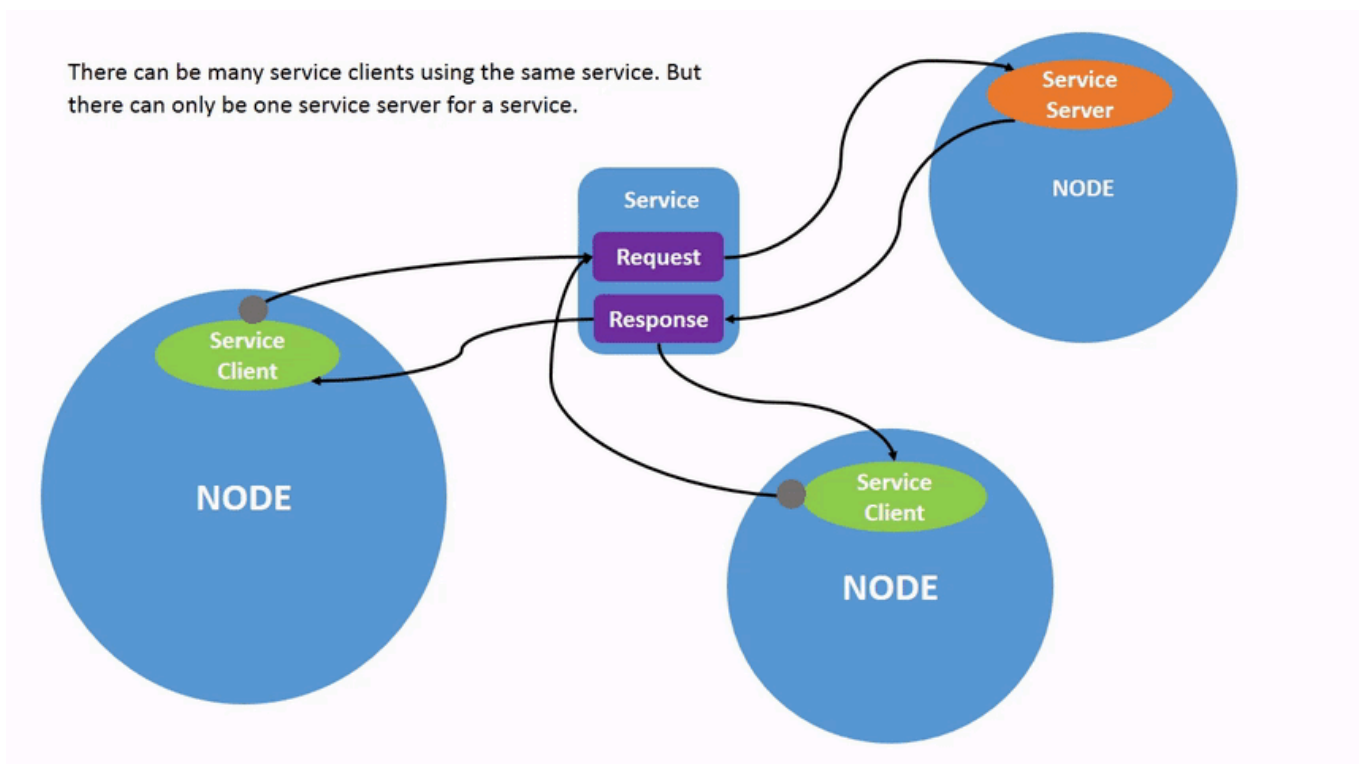 There can be many service clients using the same service. But
there can only be one service server for a service.
Service
Server
NODE
Service
Request
Response
Service
Client
NODE
Service
Client
NODE